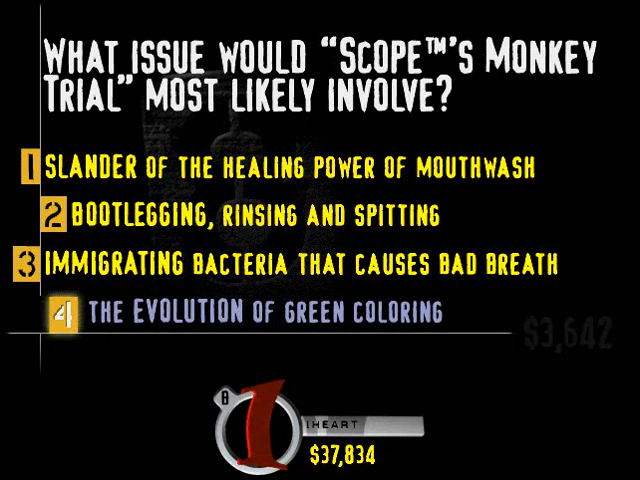 WHAT ISSUE WOULD “SCOPE™’S MONKEY
TRIAL” MOST LIKELY INVOLVE?
1 SLANDER OF THE HEALING POWER OF MOUTHWASH
2 BOOTLEGGING, RINSING AND SPITTING
3 IMMIGRATING BACTERIA THAT CAUSES BAD BREATH
4 THE EVOLUTION OF GREEN COLORING
$3,642
B 1 IHEART
$37,834